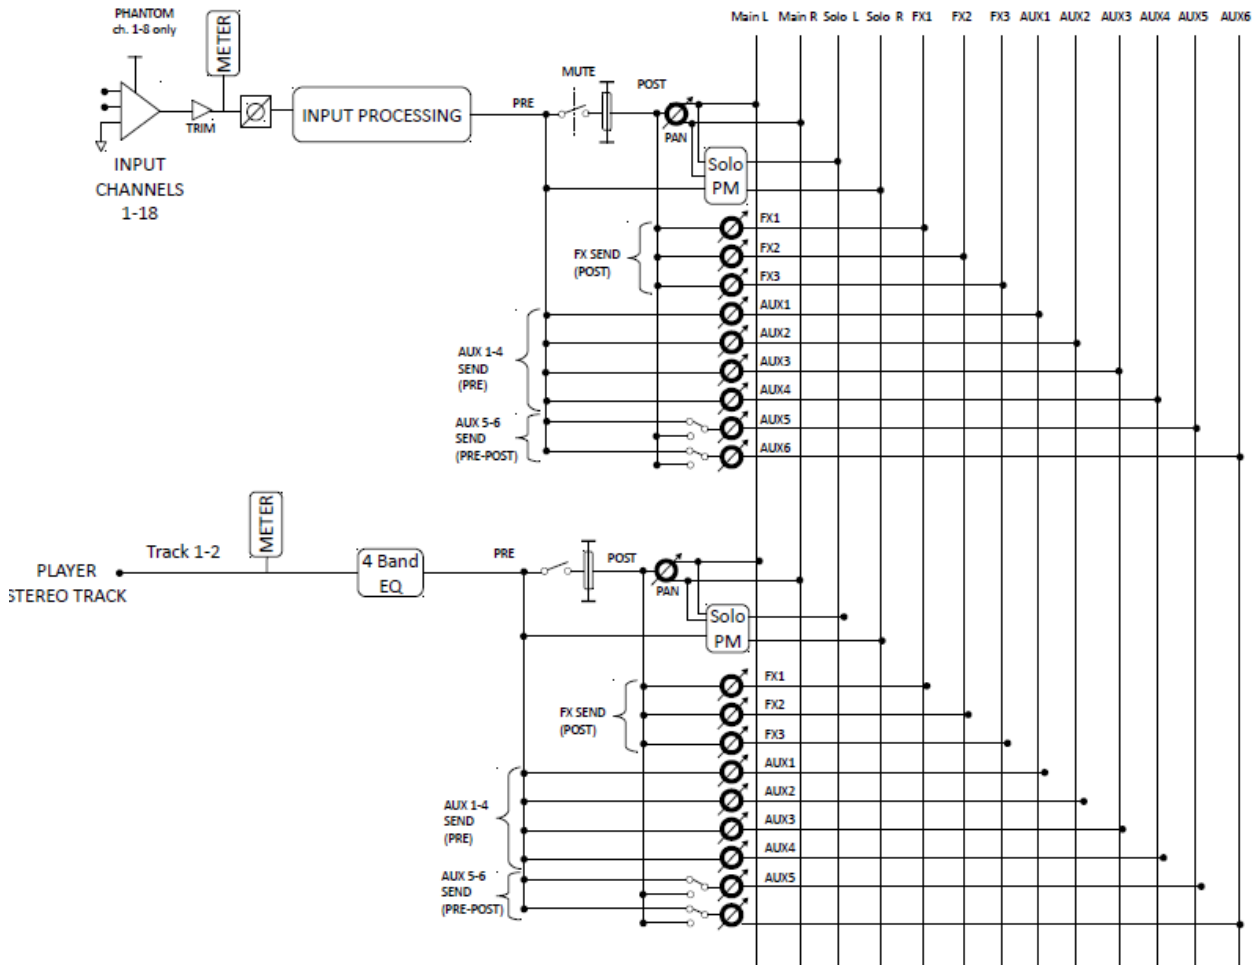 Main L Main R Solo L Solo R FX1 FX2 FX3 AUX1 AUX2 AUX3 AUX4 AUX5 AUX6
PHANTOM
ch. 1-8 only
METER
TRIM
INPUT PROCESSING
PRE
MUTE
POST
PAN
INPUT
CHANNELS
1-18
Solo
PM
FX SEND
(POST)
FX1
FX2
FX3
AUX 1-4
SEND
(PRE)
AUX1
AUX2
AUX3
AUX4
AUX 5-6
SEND
(PRE-POST)
AUX5
AUX6
METER
Track 1-2
PLAYER
STEREO TRACK
4 Band
EQ
PRE
POST
PAN
Solo
PM
FX SEND
(POST)
FX1
FX2
FX3
AUX 1-4
SEND
(PRE)
AUX1
AUX2
AUX3
AUX4
AUX 5-6
SEND
(PRE-POST)
AUX5